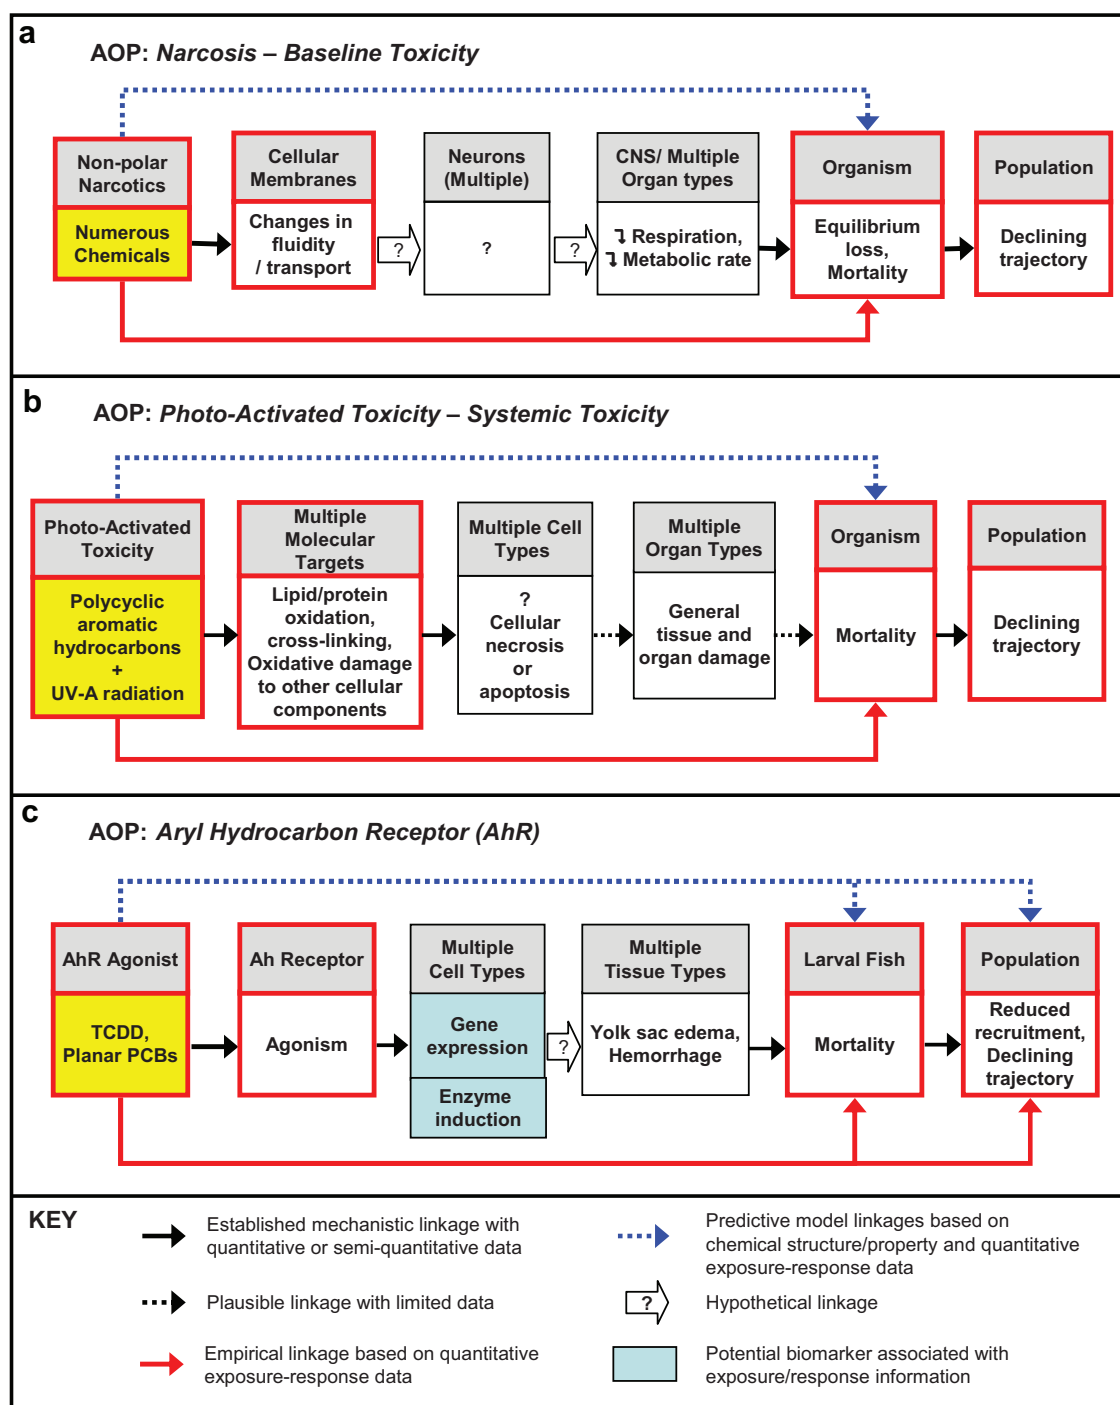 a
AOP: Narcosis – Baseline Toxicity
Non-polar
Narcotics
Numerous
Chemicals
Cellular
Membranes
Changes in
fluidity
/ transport
?
Neurons
(Multiple)
?
?
CNS/ Multiple
Organ types
↴ Respiration,
↴ Metabolic rate
Organism
Equilibrium
loss,
Mortality
Population
Declining
trajectory
b
AOP: Photo-Activated Toxicity – Systemic Toxicity
Photo-Activated
Toxicity
Polycyclic
aromatic
hydrocarbons
+
UV-A radiation
Multiple
Molecular
Targets
Lipid/protein
oxidation,
cross-linking,
Oxidative damage
to other cellular
components
Multiple Cell
Types
?
Cellular
necrosis
or
apoptosis
Multiple
Organ Types
General
tissue and
organ damage
Organism
Mortality
Population
Declining
trajectory
c
AOP: Aryl Hydrocarbon Receptor (AhR)
AhR Agonist
TCDD,
Planar PCBs
Ah Receptor
Agonism
Multiple
Cell Types
Gene
expression
Enzyme
induction
?
Multiple
Tissue Types
Yolk sac edema,
Hemorrhage
Larval Fish
Mortality
Population
Reduced
recruitment,
Declining
trajectory
KEY
Established mechanistic linkage with
quantitative or semi-quantitative data
Plausible linkage with limited data
Empirical linkage based on quantitative
exposure-response data
Predictive model linkages based on
chemical structure/property and quantitative
exposure-response data
?
Hypothetical linkage
Potential biomarker associated with
exposure/response information